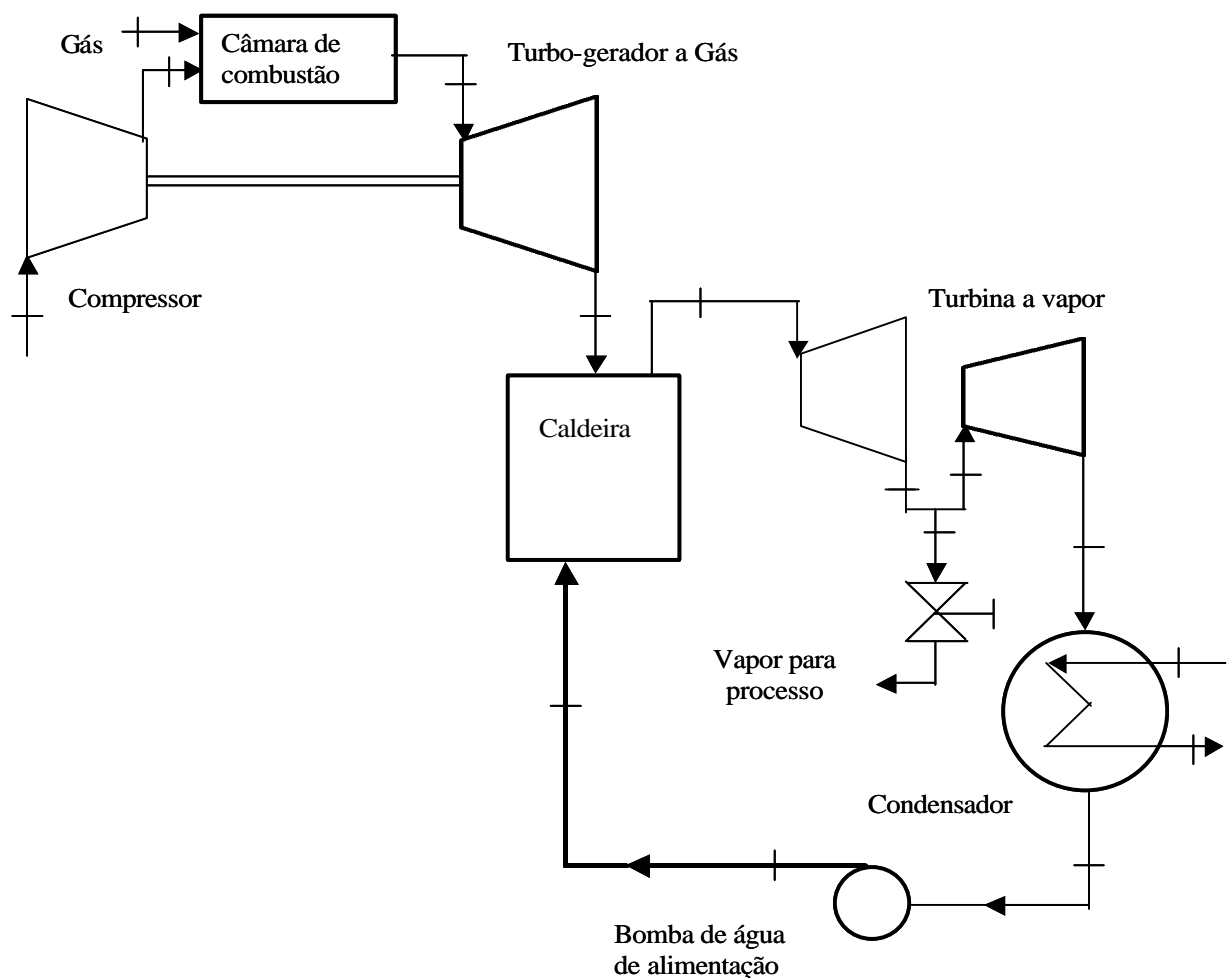 Gás
Câmara de
combustão
Turbo-gerador a Gás
Compressor
Turbina a vapor
Caldeira
Vapor para
processo
Condensador
Bomba de água
de alimentação